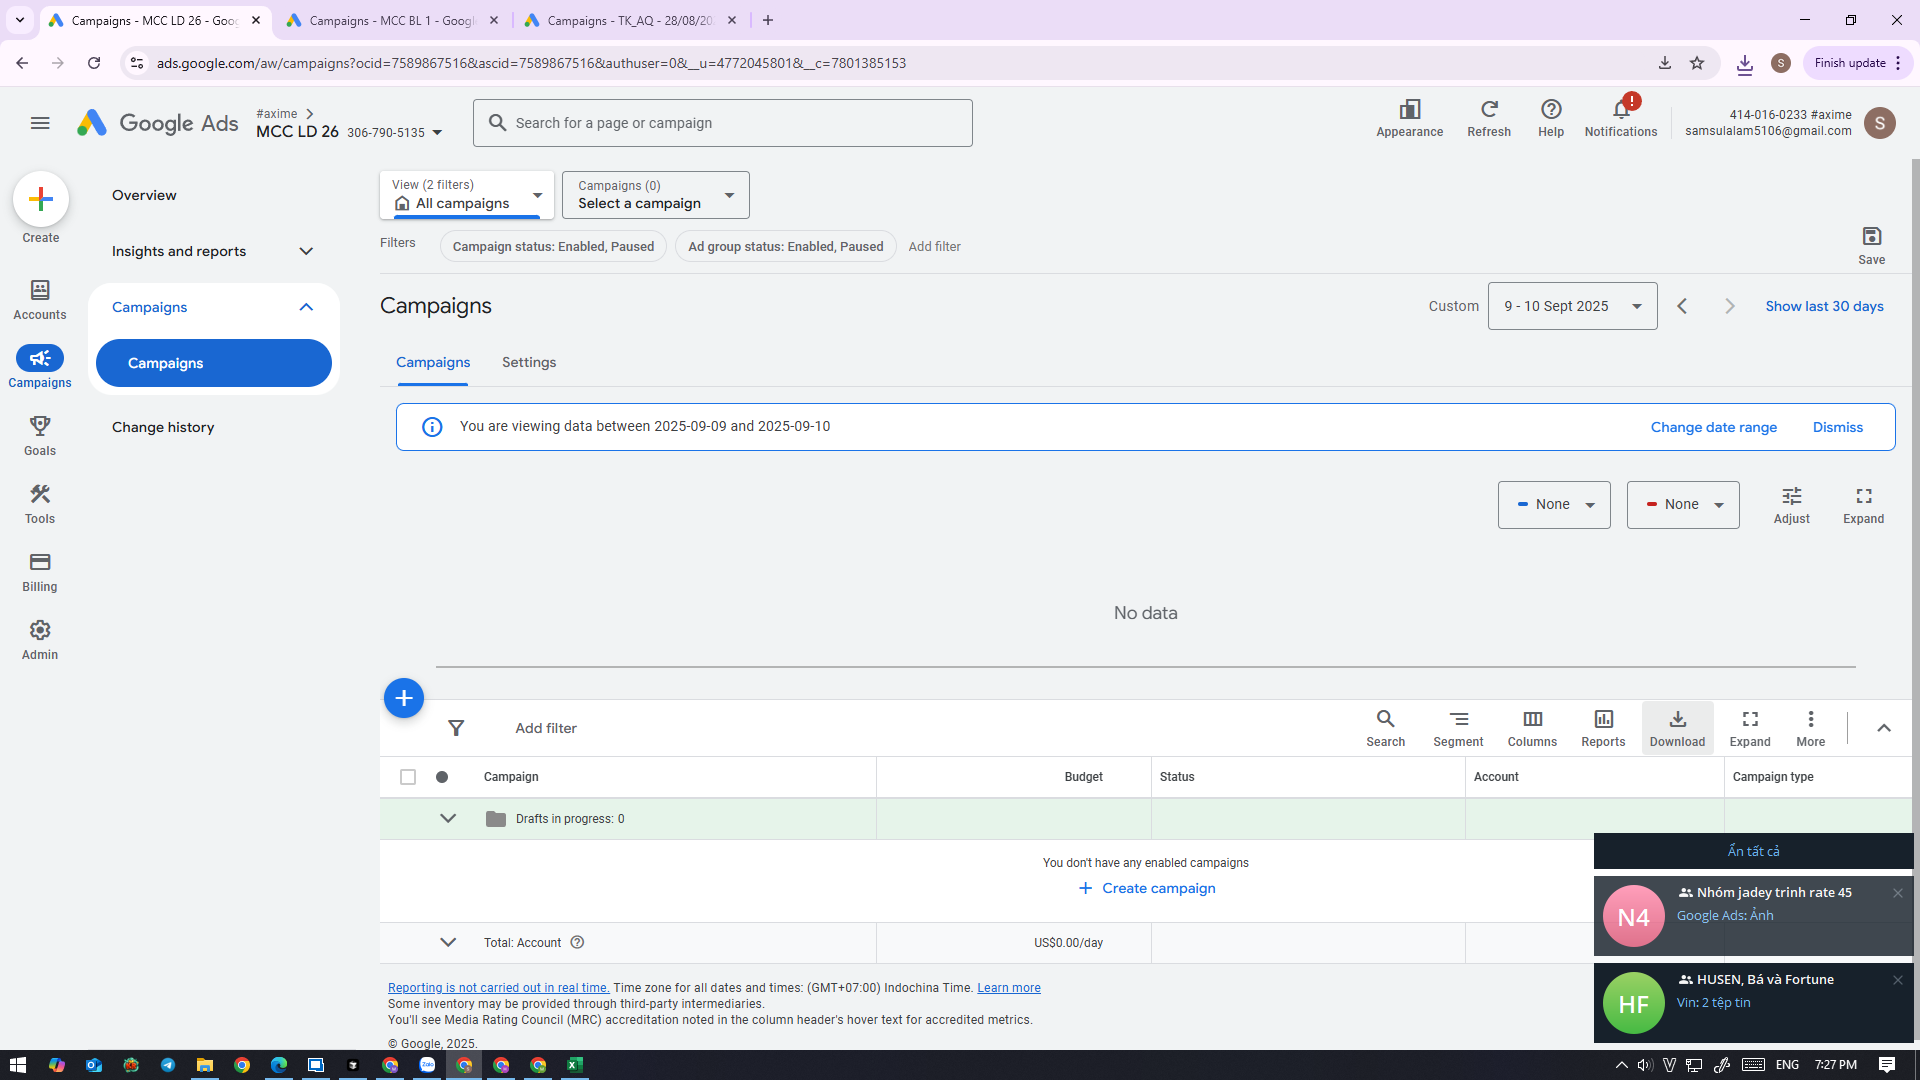 Campaigns - MCC LD 26 - Goog
Campaigns - MCC BL 1 - Google
Campaigns - TK_AQ - 28/08/202
ads.google.com/aw/campaigns?ocid=7589867516&ascid=7589867516&authuser=0&__u=4772045801&__c=7801385153
S
Finish update
Google Ads
#axime
MCC LD 26 306-790-5135
Search for a page or campaign
Appearance
Refresh
Help
!
Notifications
414-016-0233 #axime
samsulalam5106@gmail.com
S
Create
Accounts
Campaigns
Goals
Tools
Billing
Admin
Overview
Insights and reports
Campaigns
Campaigns
Change history
View (2 filters)
All campaigns
Campaigns (0)
Select a campaign
Filters
Campaign status: Enabled, Paused
Ad group status: Enabled, Paused
Add filter
Save
Campaigns
Custom
9 - 10 Sept 2025
Show last 30 days
Campaigns
Settings
You are viewing data between 2025-09-09 and 2025-09-10
Change date range
Dismiss
None
None
Adjust
Expand
No data
Add filter
Search
Segment
Columns
Reports
Download
Expand
More
Campaign
Budget
Status
Account
Campaign type
Drafts in progress: 0
You don't have any enabled campaigns
Create campaign
Total: Account
US$0.00/day
Reporting is not carried out in real time. Time zone for all dates and times: (GMT+07:00) Indochina Time. Learn more
Some inventory may be provided through third-party intermediaries.
You'll see Media Rating Council (MRC) accreditation noted in the column header's hover text for accredited metrics.
© Google, 2025.
Ẩn tất cả
N4
Nhóm jadey trinh rate 45
Google Ads: Ảnh
HF
HUSEN, Bá và Fortune
Vin: 2 tệp tin
Zalo
ENG
7:27 PM